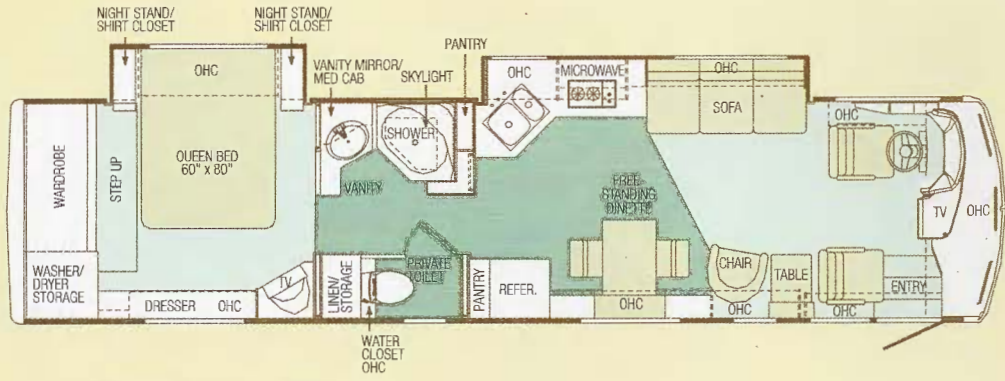 NIGHT STAND/
SHIRT CLOSET
NIGHT STAND/
SHIRT CLOSET
PANTRY
VANITY MIRROR/
MED CAB
SKYLIGHT
OHC
OHC
MICROWAVE
OHC
SOFA
OHC
SHOWER
WARDROBE
STEP UP
QUEEN BED
60" x 80"
VANITY
FREE-
STANDING
DINETTE
TV
OHC
WASHER/
DRYER
STORAGE
TV
DRESSER
OHC
LINEN/
STORAGE
PRIVATE
TOILET
PANTRY
REFER.
OHC
CHAIR
TABLE
OHC
ENTRY
OHC
WATER
CLOSET
OHC